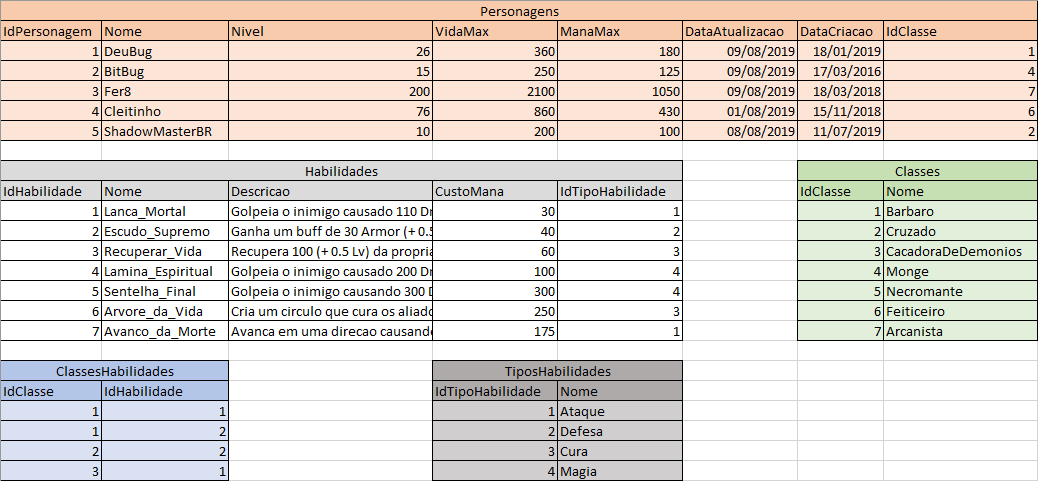 Personagens
IdPersonagem Nome Nivel VidaMax ManaMax DataAtualizacao DataCriacao IdClasse
1 DeuBug 26 360 180 09/08/2019 18/01/2019 1
2 BitBug 15 250 125 09/08/2019 17/03/2016 4
3 Fer8 200 2100 1050 09/08/2019 18/03/2018 7
4 Cleitinho 76 860 430 01/08/2019 15/11/2018 6
5 ShadowMasterBR 10 200 100 08/08/2019 11/07/2019 2
Habilidades
IdHabilidade Nome Descricao CustoMana IdTipoHabilidade
1 Lanca_Mortal Golpeia o inimigo causado 110 Dr 30 1
2 Escudo_Supremo Ganha um buff de 30 Armor (+ 0.5 40 2
3 Recuperar_Vida Recupera 100 (+ 0.5 Lv) da propria 60 3
4 Lamina_Espiritual Golpeia o inimigo causado 200 Dr 100 4
5 Sentelha_Final Golpeia o inimigo causando 300 D 300 4
6 Arvore_da_Vida Cria um circulo que cura os aliado 250 3
7 Avanco_da_Morte Avanca em uma direcao causando 175 1
Classes
IdClasse Nome
1 Barbaro
2 Cruzado
3 CacadoraDeDemonios
4 Monge
5 Necromante
6 Feiticeiro
7 Arcanista
ClassesHabilidades
IdClasse IdHabilidade
1 1
1 2
2 2
3 1
TiposHabilidades
IdTipoHabilidade Nome
1 Ataque
2 Defesa
3 Cura
4 Magia